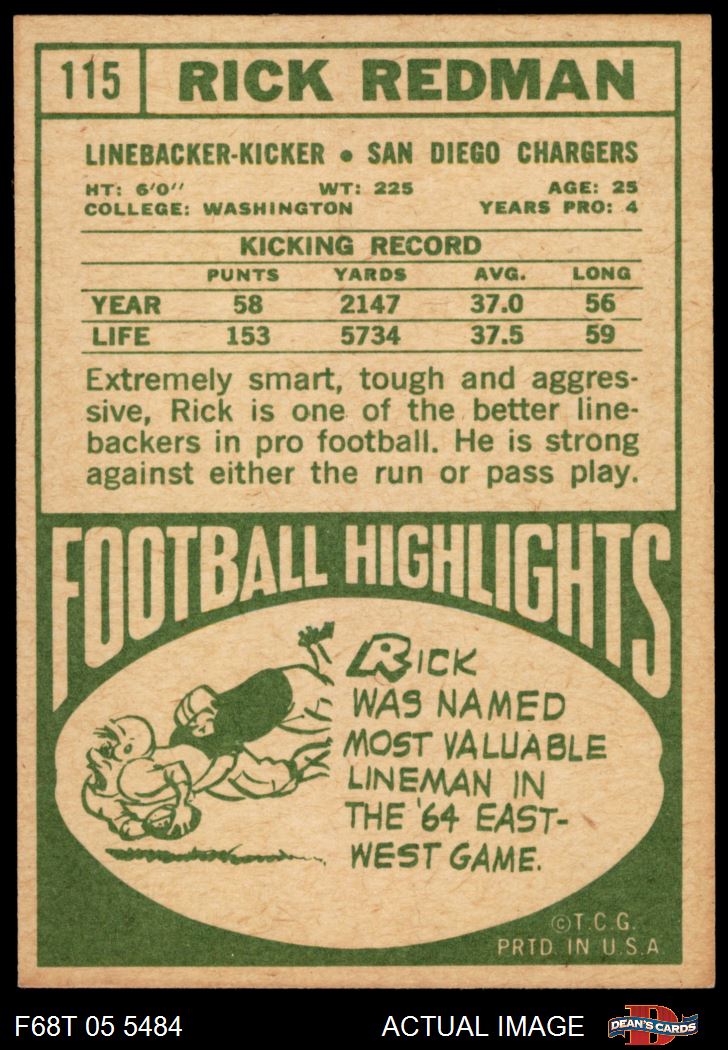 115 RICK REDMAN
LINEBACKER-KICKER • SAN DIEGO CHARGERS
HT: 6'0'' WT: 225 AGE: 25
COLLEGE: WASHINGTON YEARS PRO: 4
KICKING RECORD
PUNTS YARDS AVG. LONG
YEAR 58 2147 37.0 56
LIFE 153 5734 37.5 59
Extremely smart, tough and aggres-
sive, Rick is one of the better line-
backers in pro football. He is strong
against either the run or pass play.
FOOTBALL HIGHLIGHTS
RICK
WAS NAMED
MOST VALUABLE
LINEMAN IN
THE '64 EAST-
WEST GAME.
©T.C.G.
PRTD. IN U.S.A
F68T 05 5484 ACTUAL IMAGE D DEAN'S CARDS